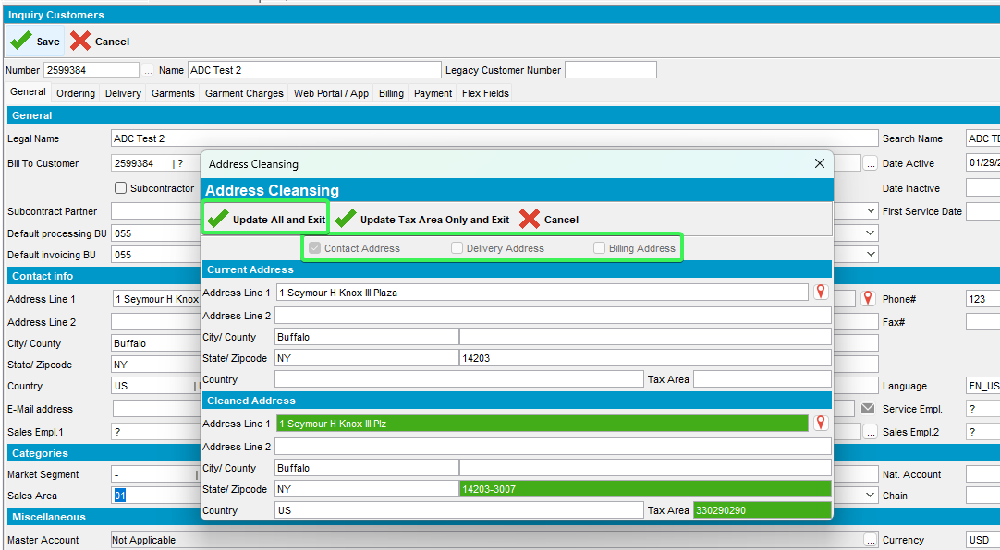 Inquiry Customers
Save Cancel
Number 2599384 ... Name ADC Test 2 Legacy Customer Number
General Ordering Delivery Garments Garment Charges Web Portal / App Billing Payment Flex Fields
General
Legal Name ADC Test 2 Search Name ADC TE
Bill To Customer 2599384 | ? ... Date Active 01/29/2
Subcontractor Date Inactive
Subcontract Partner First Service Date
Default processing BU 055
Default invoicing BU 055
Contact info
Address Line 1 1 Seymour H Knox Phone# 123
Address Line 2 Fax#
City/ County Buffalo
State/ Zipcode NY
Country US Language EN_US
E-Mail address Service Empl. ?
Sales Empl.1 ? ... Sales Empl.2 ?
Categories
Market Segment - Nat. Account
Sales Area 01 Chain
Miscellaneous
Master Account Not Applicable ... Currency USD
Address Cleansing
Address Cleansing
Update All and Exit Update Tax Area Only and Exit Cancel
Contact Address Delivery Address Billing Address
Current Address
Address Line 1 1 Seymour H Knox III Plaza
Address Line 2
City/ County Buffalo
State/ Zipcode NY 14203
Country Tax Area
Cleaned Address
Address Line 1 1 Seymour H Knox III Plz
Address Line 2
City/ County Buffalo
State/ Zipcode NY 14203-3007
Country US Tax Area 330290290